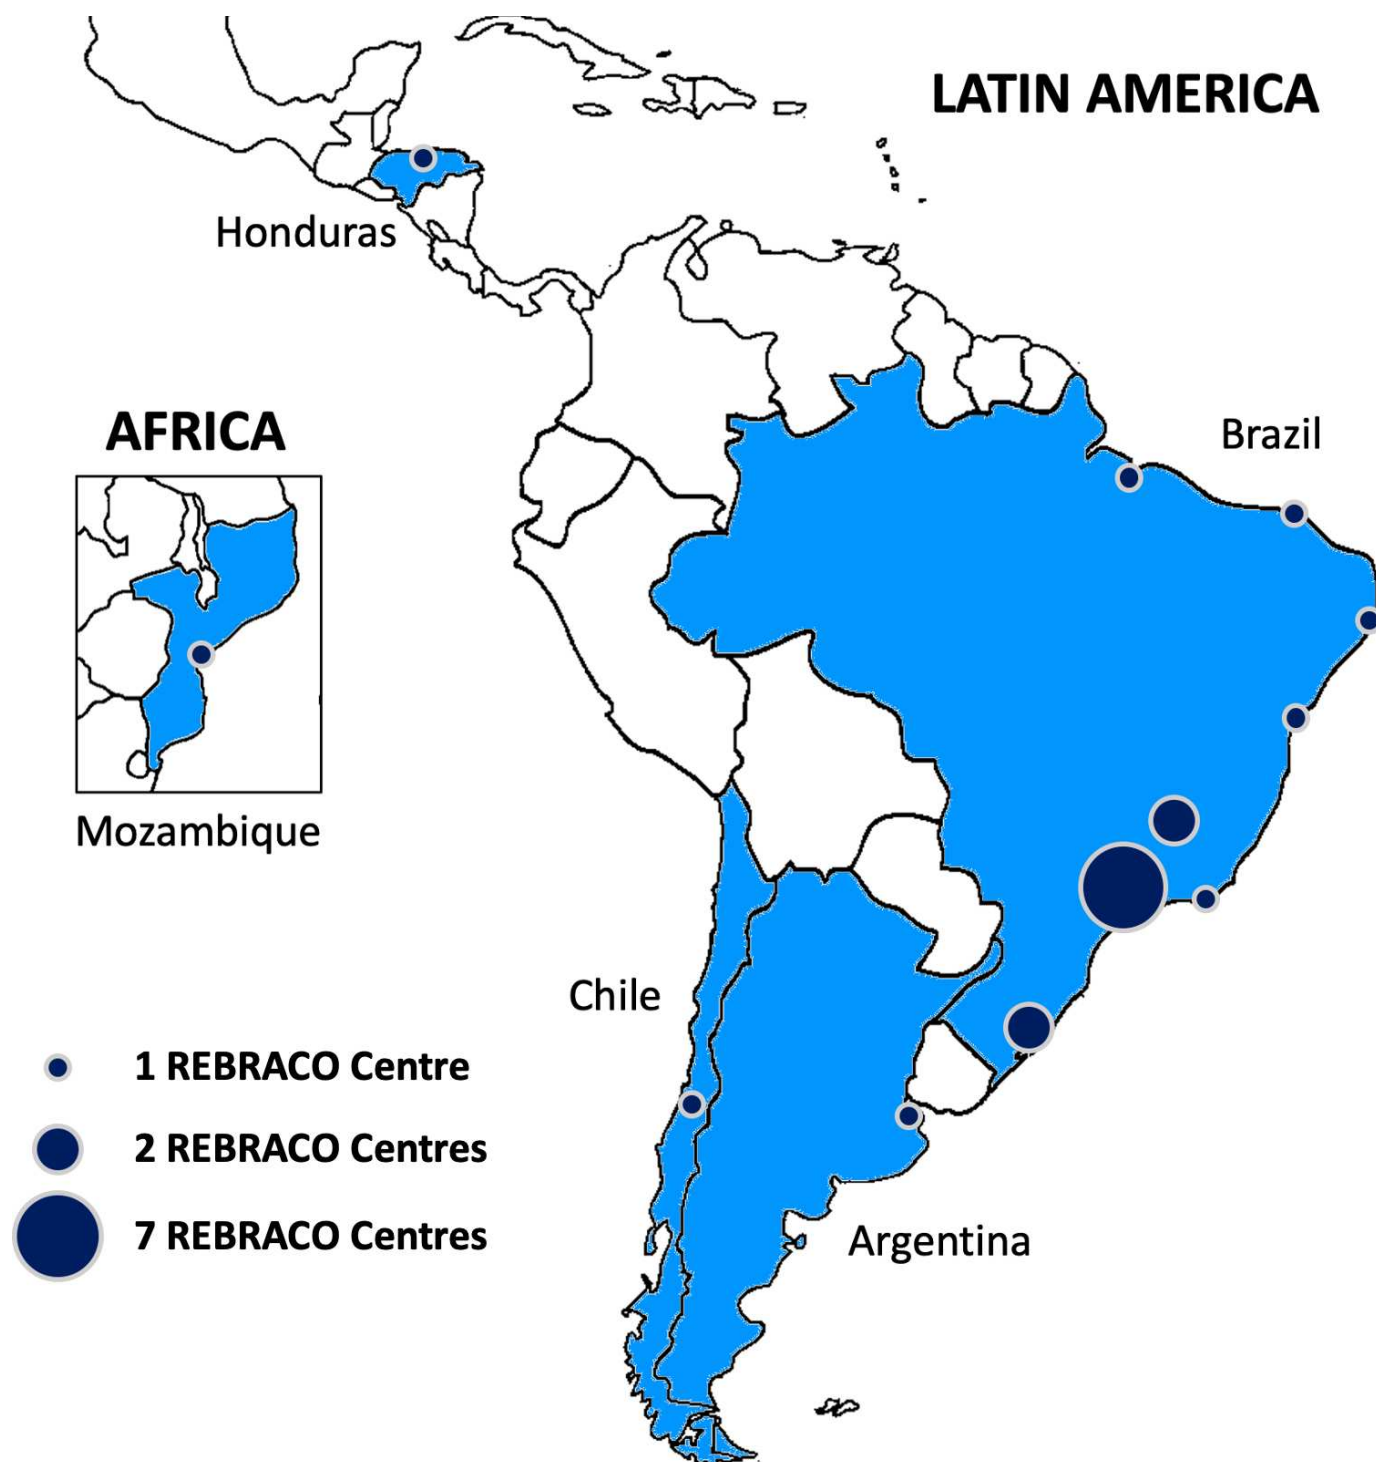 LATIN AMERICA
Honduras
AFRICA
Brazil
Mozambique
Chile
1 REBRACO Centre
2 REBRACO Centres
7 REBRACO Centres
Argentina